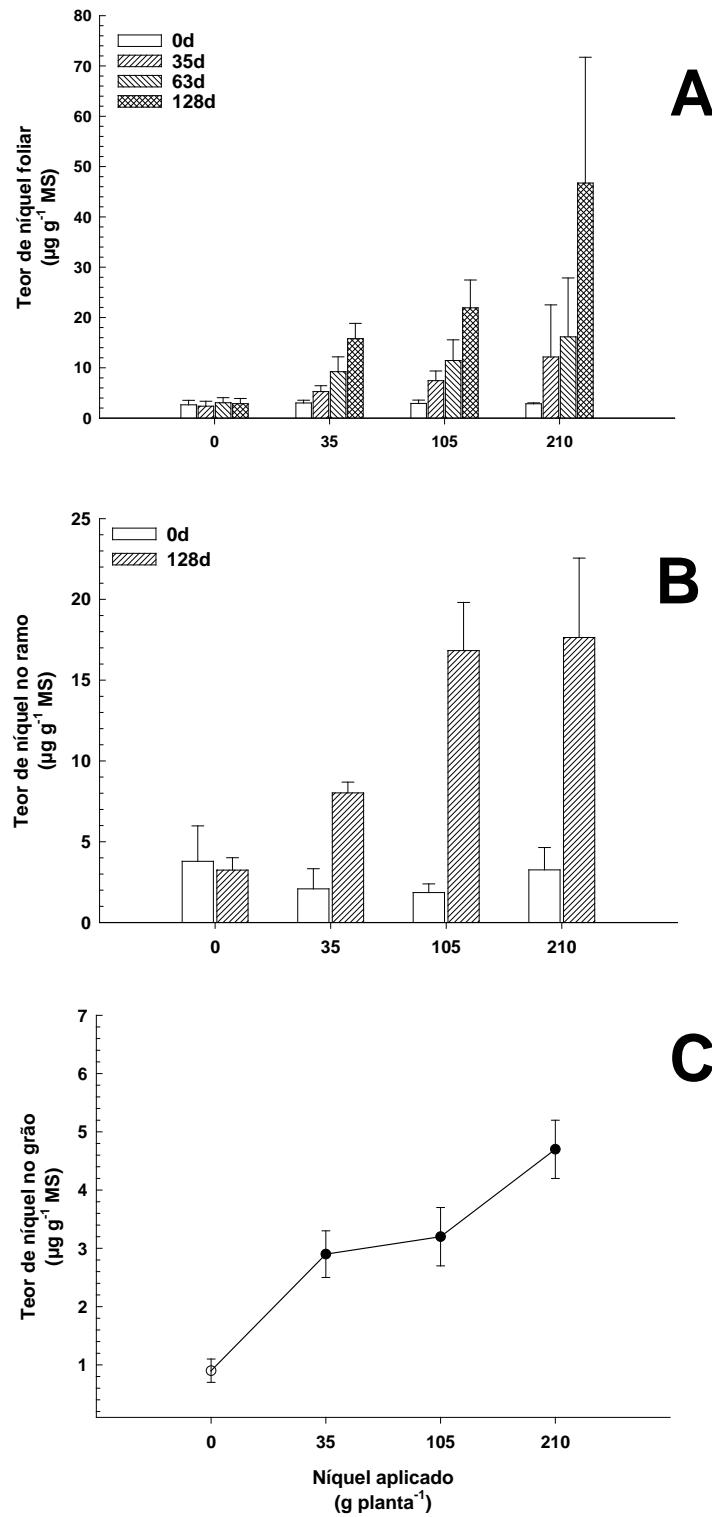 80
70
60
50
40
30
20
10
0
Teor de níquel foliar
(µg g-1 MS)
0d
35d
63d
128d
A
0 35 105 210
25
20
15
10
5
0
Teor de níquel no ramo
(µg g-1 MS)
0d
128d
B
0 35 105 210
7
6
5
4
3
2
1
Teor de níquel no grão
(µg g-1 MS)
C
0 35 105 210
Níquel aplicado
(g planta-1)